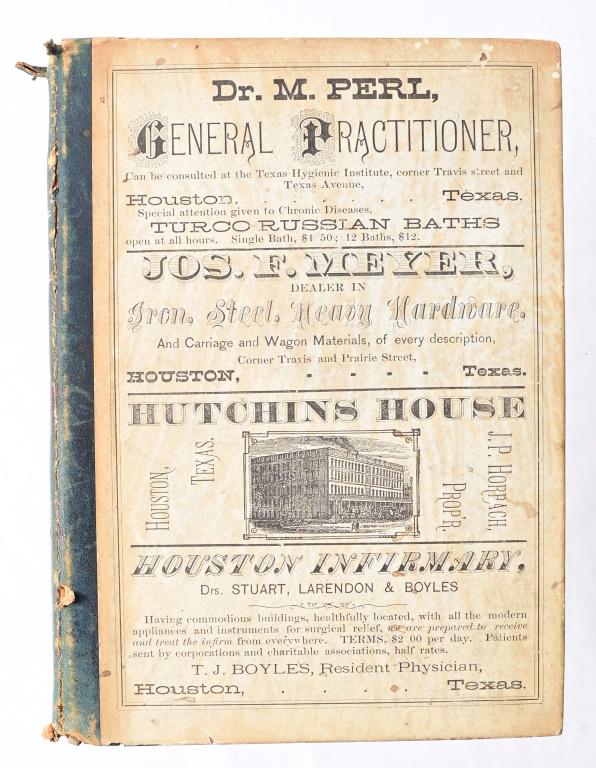 Dr. M. PERL,
GENERAL PRACTITIONER,
Can be consulted at the Texas Hygienic Institute, corner Travis street and
Texas Avenue,
Houston. . . . . . . Texas.
Special attention given to Chronic Diseases.
TURCO-RUSSIAN BATHS
open at all hours. Single Bath, $1 50; 12 Baths, $12.
JOS. F. MEYER,
DEALER IN
Iron, Steel, Heavy Hardware,
And Carriage and Wagon Materials, of every description,
Corner Travis and Prairie Street,
HOUSTON, - - - - Texas.
HUTCHINS HOUSE
HOUSTON,
TEXAS.
J. P. HORBACH,
PROP'R,
HOUSTON INFIRMARY,
Drs. STUART, LARENDON & BOYLES
Having commodious buildings, healthfully located, with all the modern
appliances and instruments for surgical relief, we are prepared to receive
and treat the infirm from everywhere. TERMS, $2 00 per day. Patients
sent by corporations and charitable associations, half rates.
T. J. BOYLES, Resident Physician,
Houston, . . . . Texas.